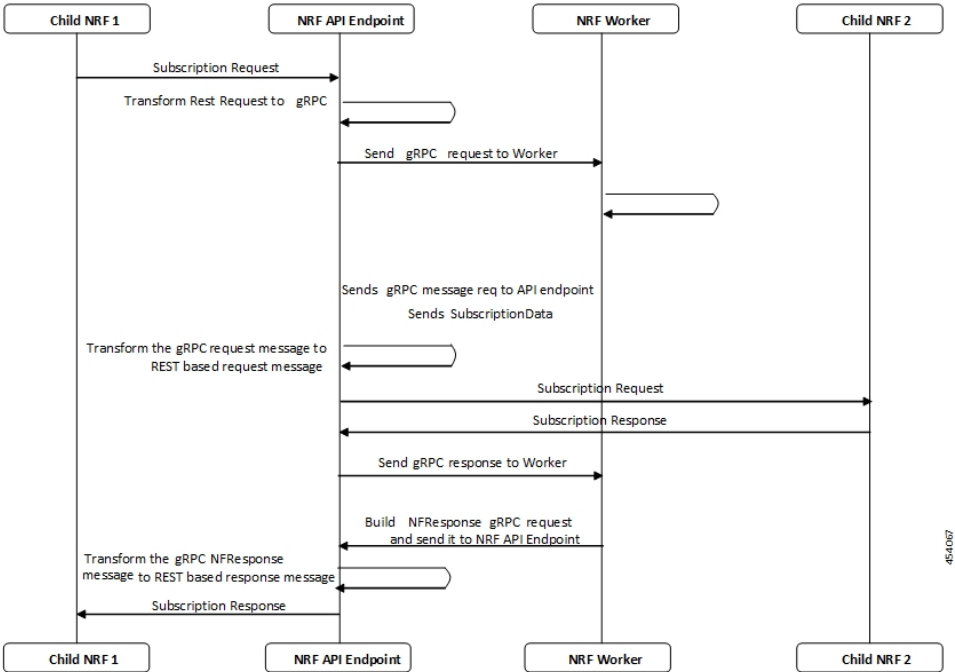 Child NRF 1
NRF API Endpoint
NRF Worker
Child NRF 2
Subscription Request
Transform Rest Request to gRPC
Send gRPC request to Worker
Sends gRPC message req to API endpoint
Sends SubscriptionData
Transform the gRPC request message to
REST based request message
Subscription Request
Subscription Response
Send gRPC response to Worker
Build NFResponse gRPC request
and send it to NRF API Endpoint
Transform the gRPC NFResponse
message to REST based response message
Subscription Response
454067
Child NRF 1
NRF API Endpoint
NRF Worker
Child NRF 2